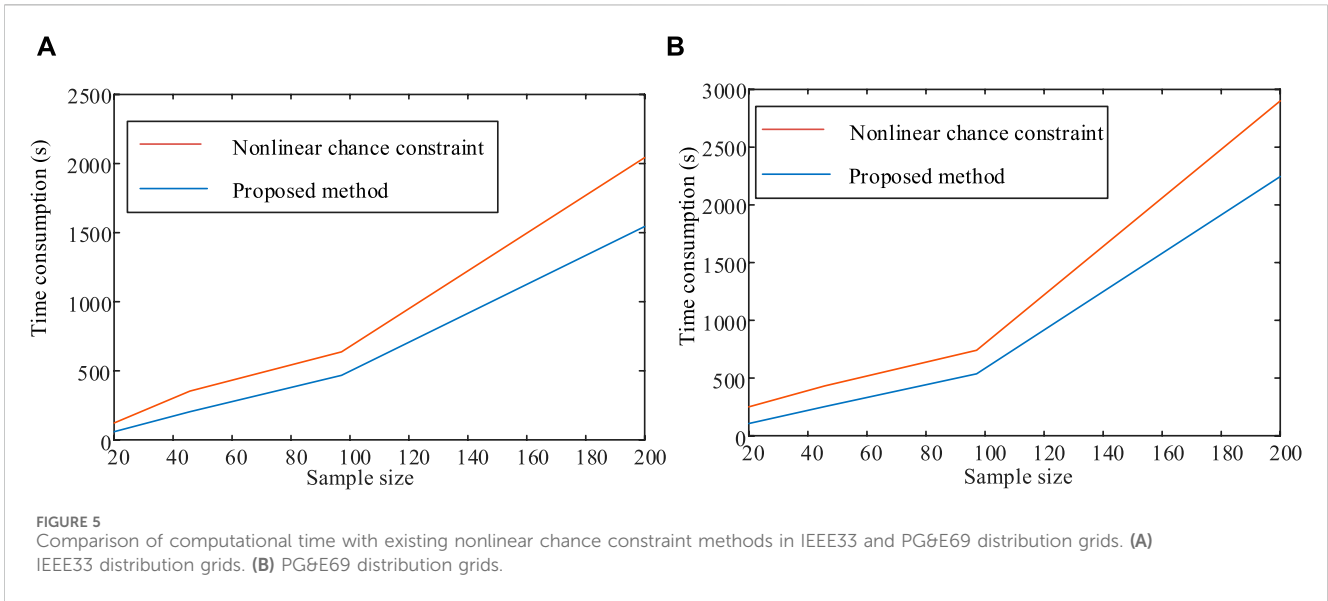 A
2500
2000
1500
1000
500
0
Time consumption (s)
Nonlinear chance constraint
Proposed method
20 40 60 80 100 120 140 160 180 200
Sample size
B
3000
2500
2000
1500
1000
500
0
Time consumption (s)
Nonlinear chance constraint
Proposed method
20 40 60 80 100 120 140 160 180 200
Sample size
FIGURE 5
Comparison of computational time with existing nonlinear chance constraint methods in IEEE33 and PG&E69 distribution grids. (A)
IEEE33 distribution grids. (B) PG&E69 distribution grids.